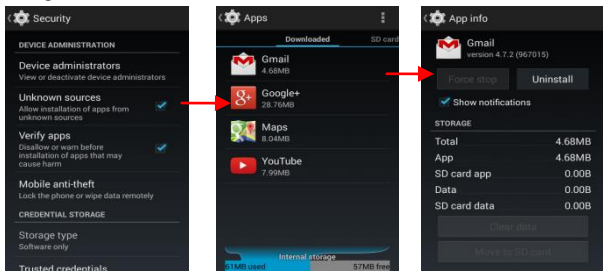 Security
DEVICE ADMINISTRATION
Device administrators
View or deactivate device administrators
Unknown sources
Allow installation of apps from
unknown sources
Verify apps
Disallow or warn before
installation of apps that may
cause harm
Mobile anti-theft
Lock the phone or wipe data remotely
CREDENTIAL STORAGE
Storage type
Software only
Trusted credentials
Apps
Downloaded
SD card
Gmail
4.68MB
Google+
28.76MB
Maps
8.04MB
YouTube
7.99MB
Internal storage
61MB used
57MB free
App info
Gmail
version 4.7.2 (967015)
Force stop
Uninstall
Show notifications
STORAGE
Total 4.68MB
App 4.68MB
SD card app 0.00B
Data 0.00B
SD card data 0.00B
Clear data
Move to SD card